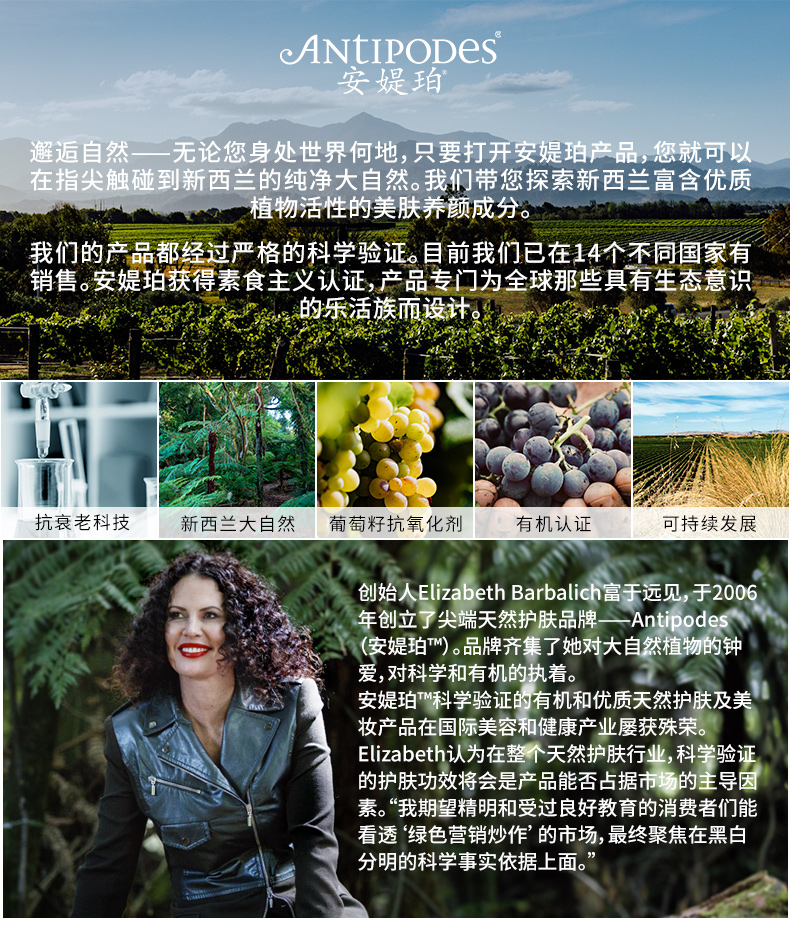 ANTIPODES©
安媞珀®
邂逅自然——无论您身处世界何地，只要打开安媞珀产品，您就可以
在指尖触碰到新西兰的纯净大自然。我们带您探索新西兰富含优质
植物活性的美肤养颜成分。
我们的产品都经过严格的科学验证。目前我们已在14个不同国家有
销售。安媞珀获得素食主义认证，产品专门为全球那些具有生态意识
的乐活族而设计。
抗衰老科技
新西兰大自然
葡萄籽抗氧化剂
有机认证
可持续发展
创始人Elizabeth Barbalich富于远见，于2006
年创立了尖端天然护肤品牌——Antipodes
（安媞珀™）。品牌齐集了她对大自然植物的钟
爱，对科学和有机的执着。
安媞珀™科学验证的有机和优质天然护肤及美
妆产品在国际美容和健康产业屡获殊荣。
Elizabeth认为在整个天然护肤行业，科学验证
的护肤功效将会是产品能否占据市场的主导因
素。“我期望精明和受过良好教育的消费者们能
看透‘绿色营销炒作’的市场，最终聚焦在黑白
分明的科学事实依据上面。”